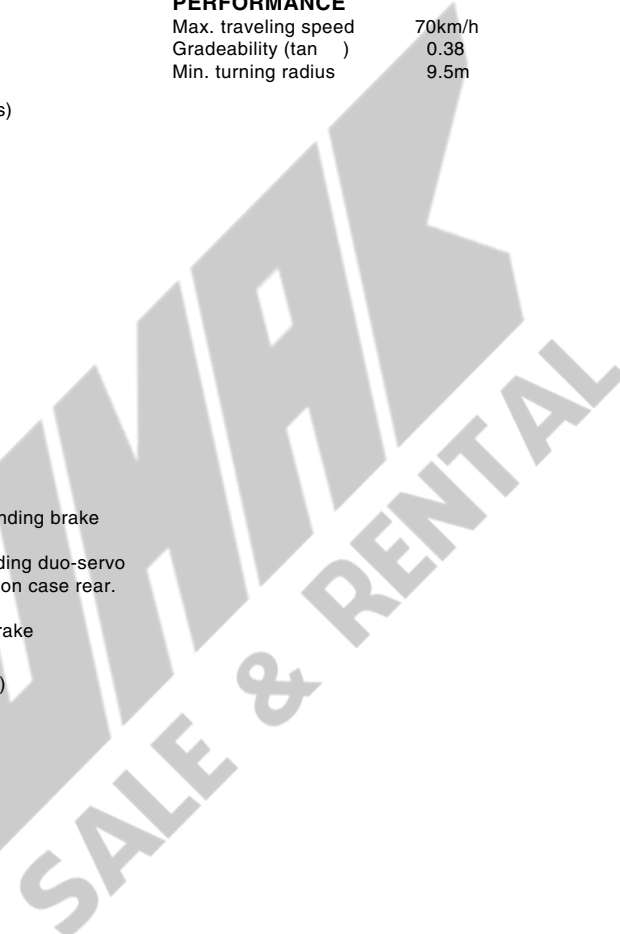 PERFORMANCE
Max. traveling speed 70km/h
Gradeability (tan ) 0.38
Min. turning radius 9.5m
s)
nding brake
ding duo-servo
on case rear.
rake
)
SALE & RENTAL